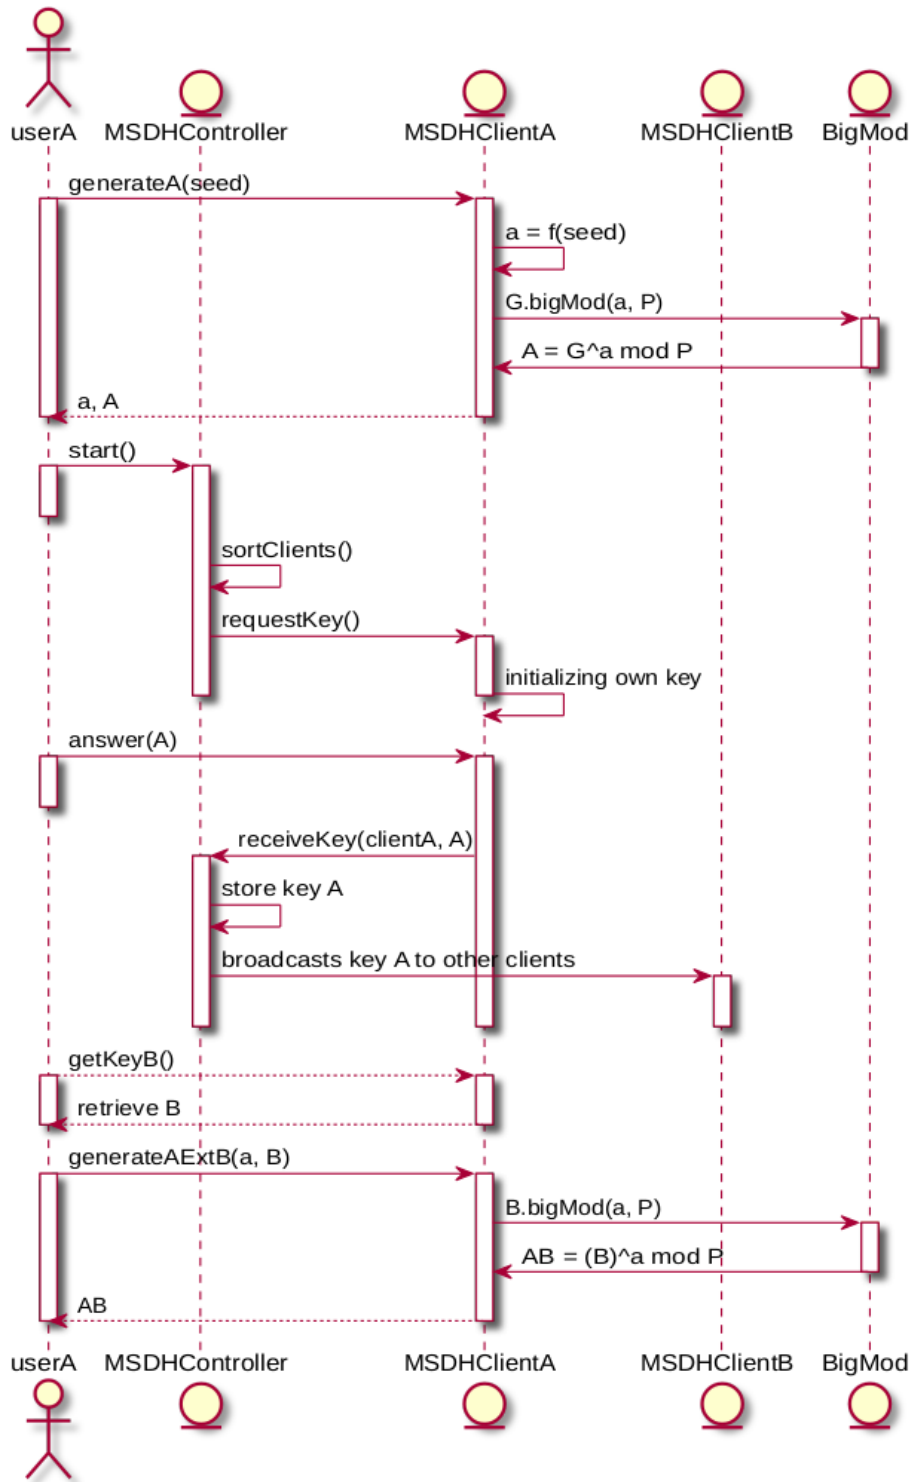 userA MSDHController MSDHClientA MSDHClientB BigMod
generateA(seed)
a = f(seed)
G.bigMod(a, P)
A = G^a mod P
a, A
start()
sortClients()
requestKey()
initializing own key
answer(A)
receiveKey(clientA, A)
store key A
broadcasts key A to other clients
getKeyB()
retrieve B
generateAExtB(a, B)
B.bigMod(a, P)
AB = (B)^a mod P
AB
userA MSDHController MSDHClientA MSDHClientB BigMod